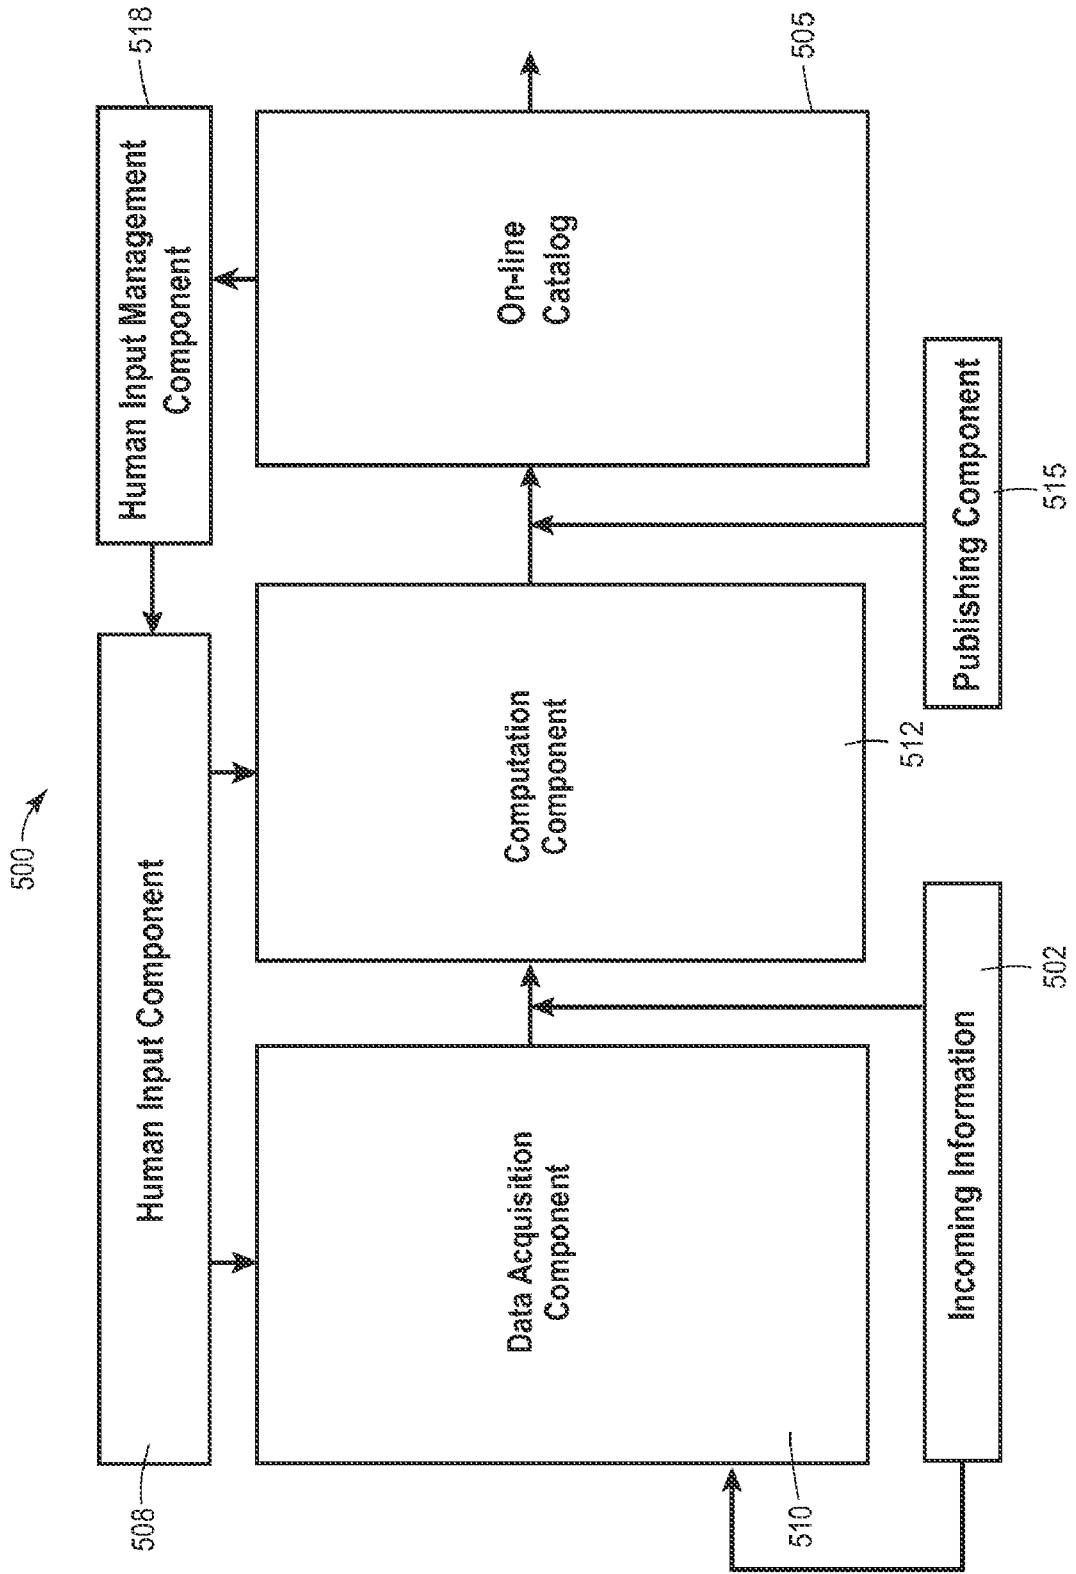 500
508
Human Input Component
Human Input Management
Component
518
Data Acquisition
Component
510
Computation
Component
512
On-line
Catalog
505
Incoming Information
502
Publishing Component
515